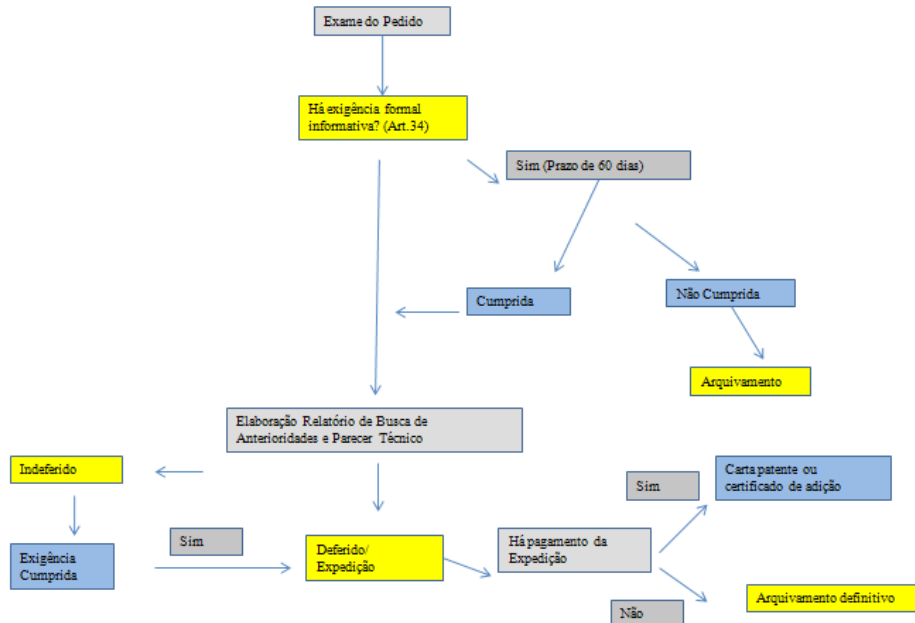 Exame do Pedido
Há exigência formal
informativa? (Art.34)
Sim (Prazo de 60 dias)
Cumprida
Não Cumprida
Arquivamento
Elaboração Relatório de Busca de
Anterioridades e Parecer Técnico
Indeferido
Carta patente ou
certificado de adição
Sim
Sim
Exigência
Cumprida
Deferido/
Expedição
Há pagamento da
Expedição
Arquivamento definitivo
Não